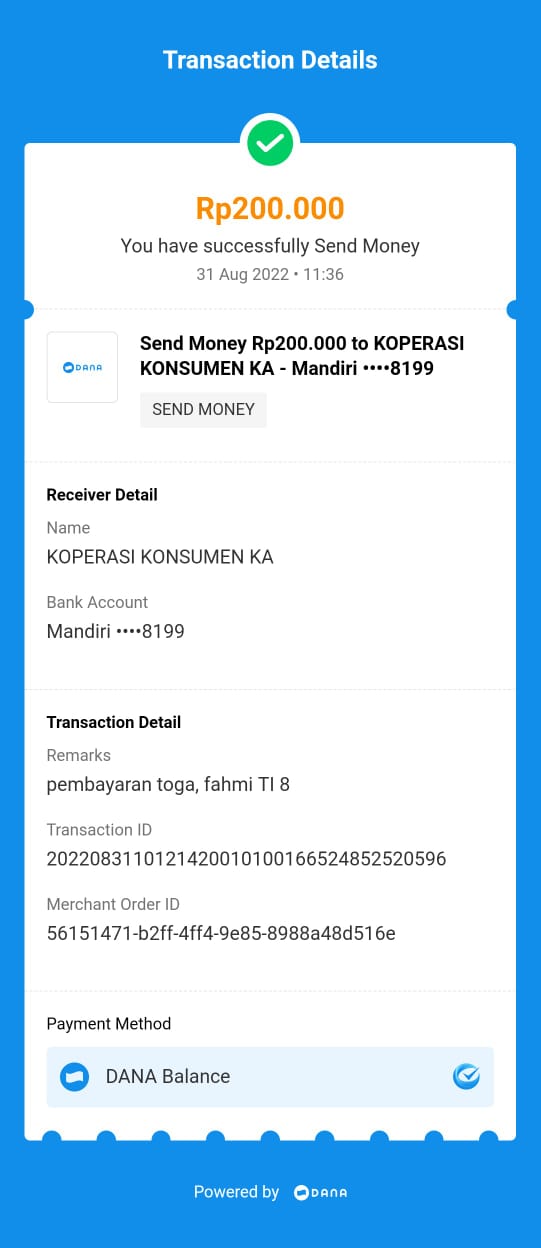 Transaction Details
Rp200.000
You have successfully Send Money
31 Aug 2022 • 11:36
DANA
Send Money Rp200.000 to KOPERASI
KONSUMEN KA - Mandiri ••••8199
SEND MONEY
Receiver Detail
Name
KOPERASI KONSUMEN KA
Bank Account
Mandiri ••••8199
Transaction Detail
Remarks
pembayaran toga, fahmi TI 8
Transaction ID
20220831101214200101001665248525​20596
Merchant Order ID
56151471-b2ff-4ff4-9e85-8988a48d516e
Payment Method
DANA Balance
Powered by DANA